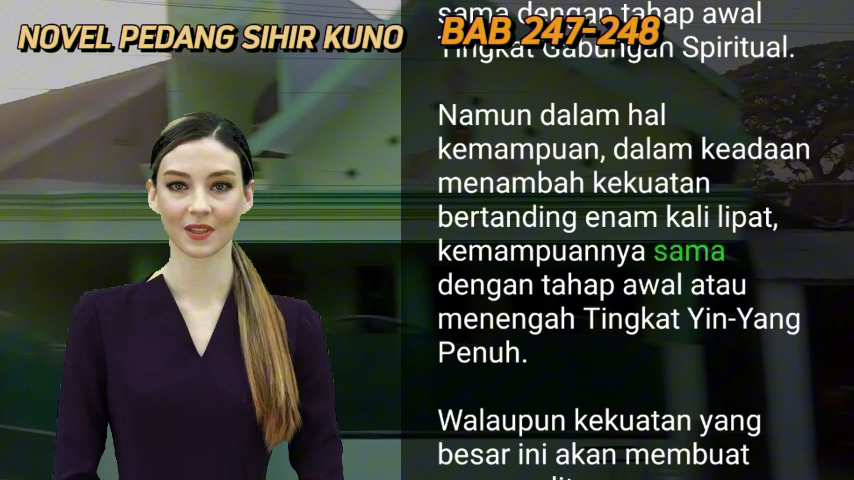 NOVEL PEDANG SIHIR KUNO
BAB 247-248
sama dengan tahap awal
Tingkat Gabungan Spiritual.
Namun dalam hal
kemampuan, dalam keadaan
menambah kekuatan
bertanding enam kali lipat,
kemampuannya sama
dengan tahap awal atau
menengah Tingkat Yin-Yang
Penuh.
Walaupun kekuatan yang
besar ini akan membuat